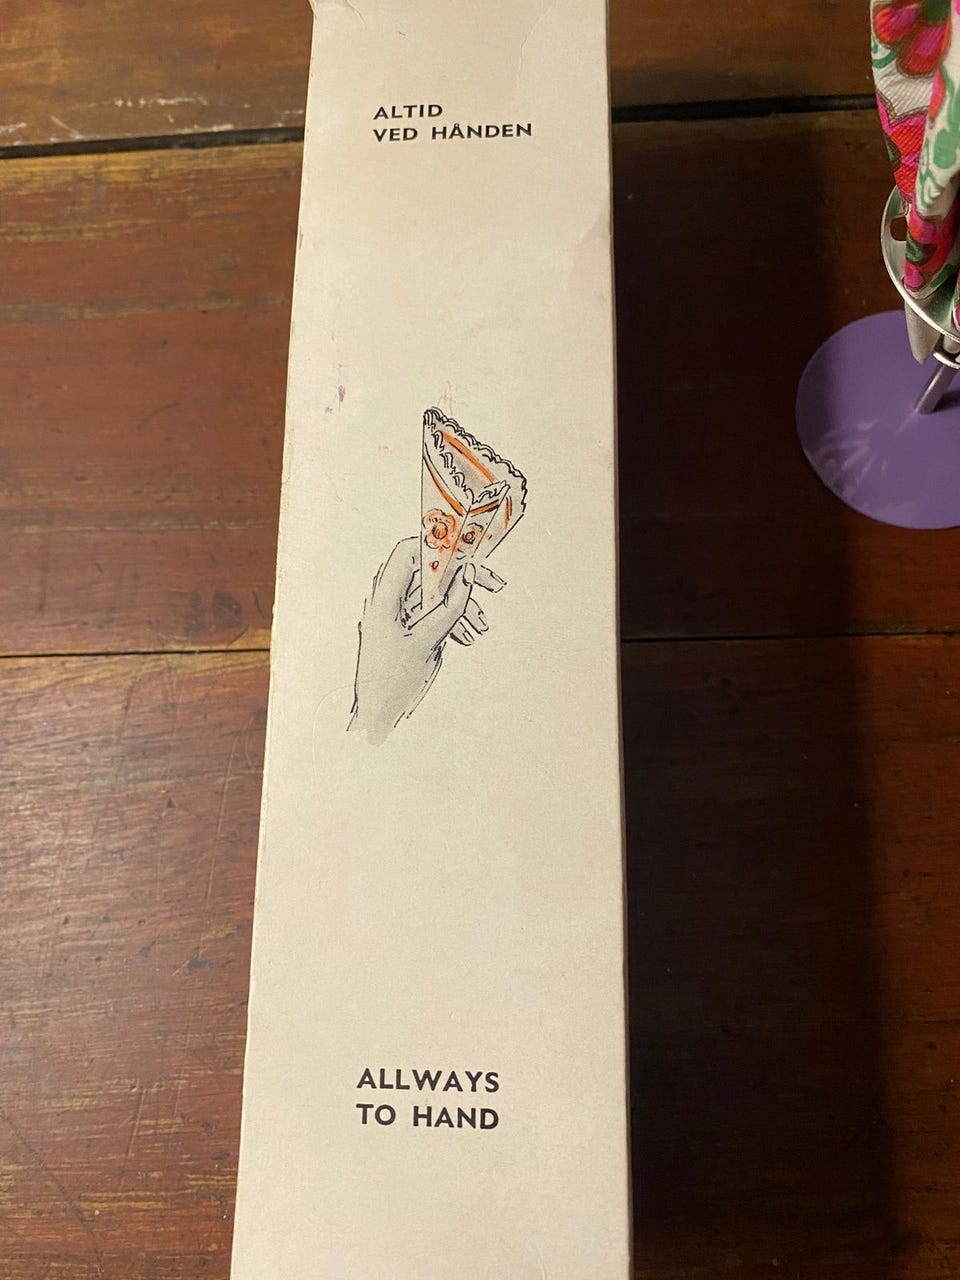 ALTID
VED HÅNDEN
ALLWAYS
TO HAND